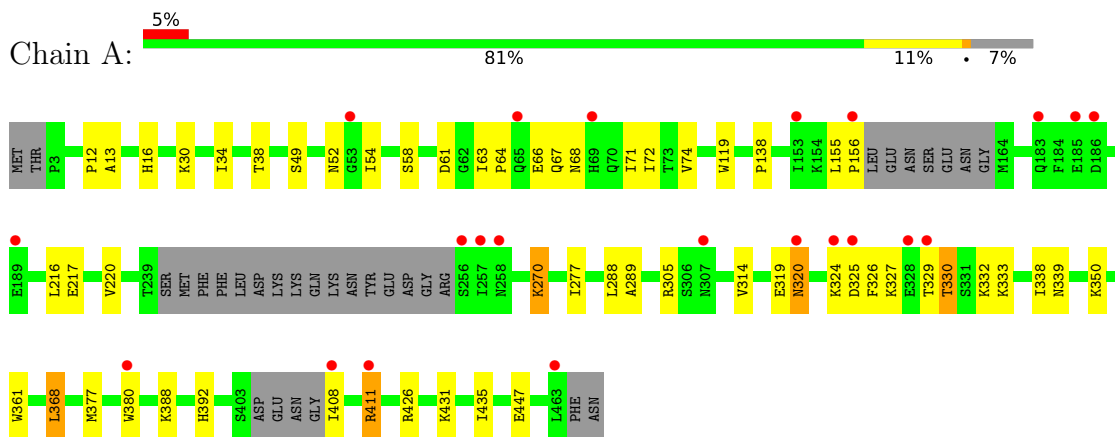 5%
Chain A:
81% 11% • 7%
MET THR P3 P12 A13 H16 K30 I34 T38 S49 N52 G53 I54 S58 D61 G62 I63 P64 Q65 E66 Q67 N68 H69 Q70 I71 I72 T73 V74 W119 P138 I153 K154 L155 P156 LEU GLU ASN SER GLU ASN GLY M164 Q183 F184 E185 D186
E189 L216 E217 V220 T239 SER MET PHE PHE LEU ASP LYS LYS GLN LYS ASN TYR GLU ASP GLY ARG S256 I257 N258 K270 I277 L288 A289 R305 S306 N307 V314 E319 N320 K324 D325 F326 K327 E328 T329 T330 S331 K332 K333 I338 N339 K350
W361 L368 M377 W380 K388 H392 S403 ASP GLU ASN GLY I408 R411 R426 K431 I435 E447 L463 PHE ASN